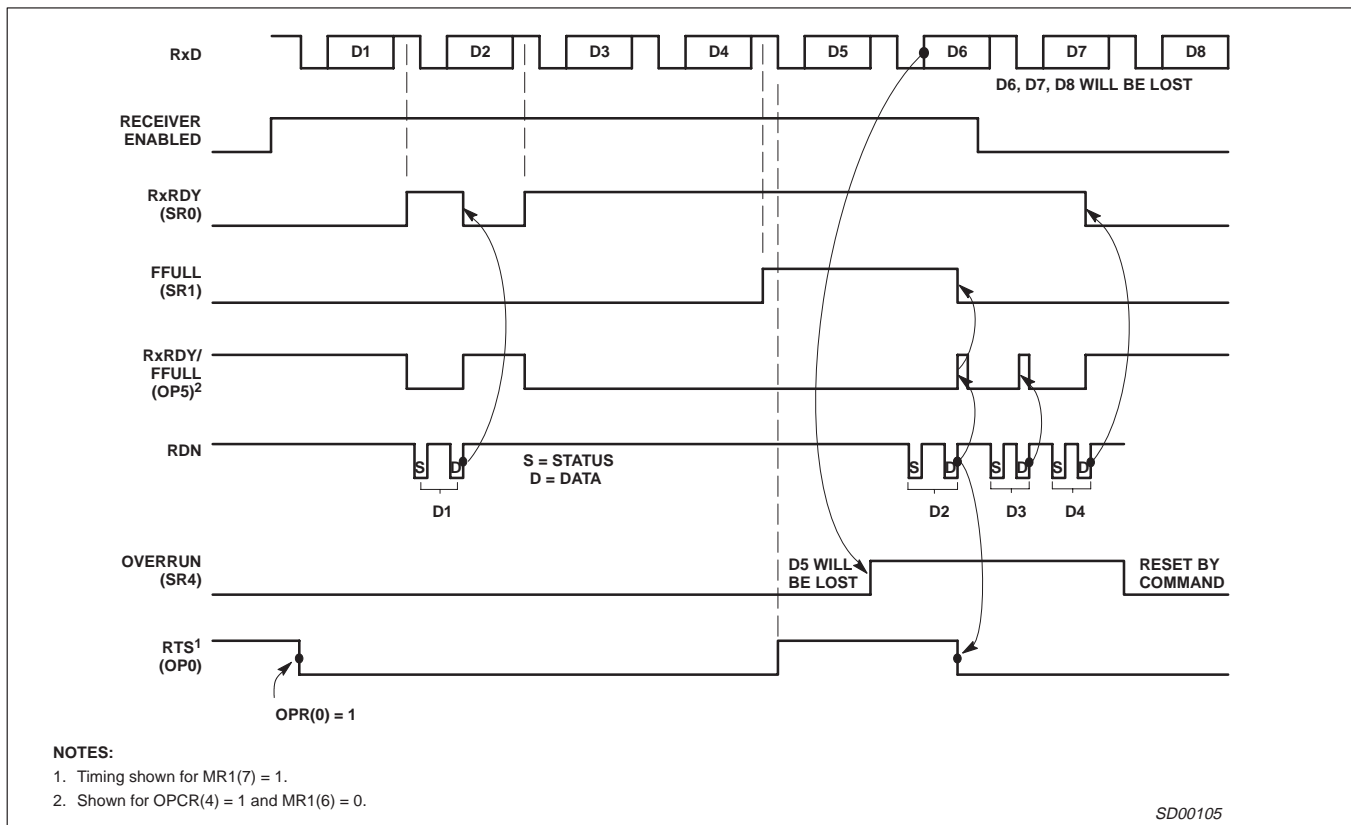 RxD
D1 D2 D3 D4 D5 D6 D7 D8
D6, D7, D8 WILL BE LOST
RECEIVER
ENABLED
RxRDY
(SR0)
FFULL
(SR1)
RxRDY/
FFULL
(OP5)2
RDN
S D S D S D S D
S = STATUS
D = DATA
D1 D2 D3 D4
OVERRUN
(SR4)
D5 WILL
BE LOST
RESET BY
COMMAND
RTS1
(OP0)
OPR(0) = 1
NOTES:
1. Timing shown for MR1(7) = 1.
2. Shown for OPCR(4) = 1 and MR1(6) = 0.
SD00105